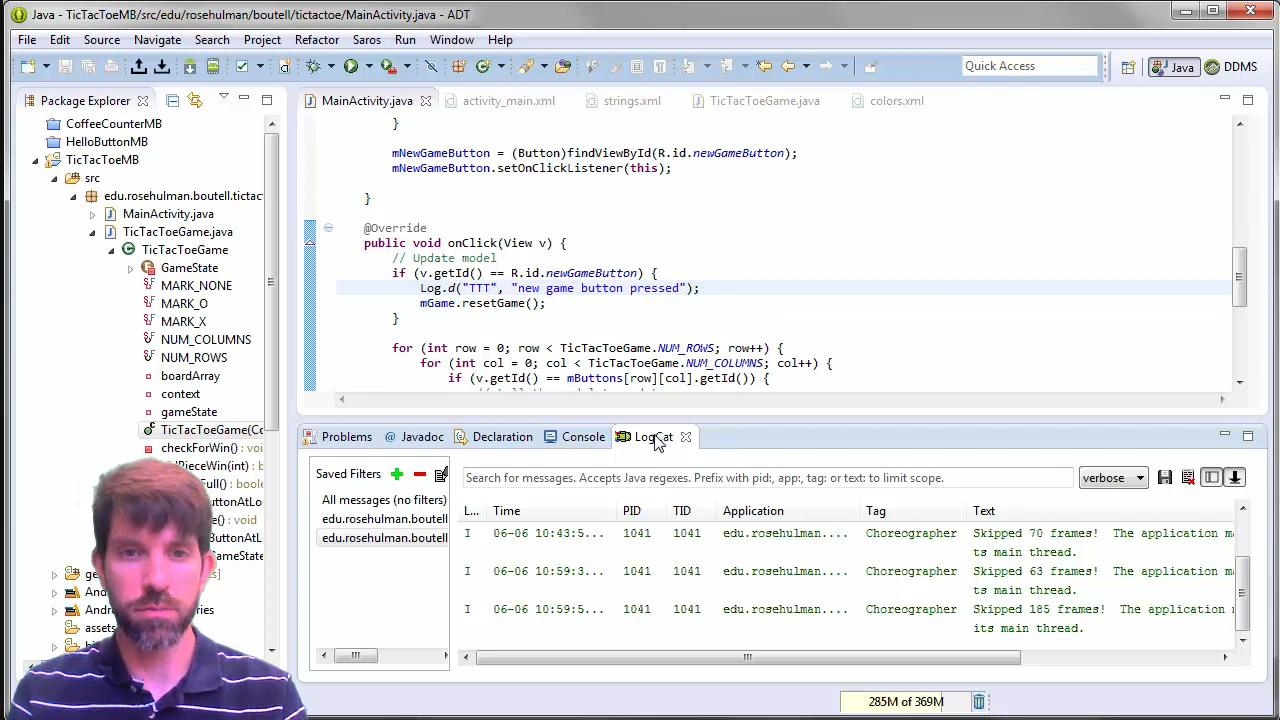 Java - TicTacToeMB/src/edu/rosehulman/boutell/tictactoe/MainActivity.java - ADT
File Edit Source Navigate Search Project Refactor Saros Run Window Help
Quick Access
Java
DDMS
Package Explorer
CoffeeCounterMB
HelloButtonMB
TicTacToeMB
src
edu.rosehulman.boutell.tictac
MainActivity.java
TicTacToeGame.java
TicTacToeGame
GameState
MARK_NONE
MARK_O
MARK_X
NUM_COLUMNS
NUM_ROWS
boardArray
context
gameState
TicTacToeGame(Co
checkForWin() : vo
dPieceWin(int) : b
Full() : boole
uttonAtLo
e() : void
uttonAtLo
ameState
ge
]
And
Andr
ries
assets
MainActivity.java activity_main.xml strings.xml TicTacToeGame.java colors.xml
}
mNewGameButton = (Button)findViewById(R.id.newGameButton);
mNewGameButton.setOnClickListener(this);
}
@Override
public void onClick(View v) {
// Update model
if (v.getId() == R.id.newGameButton) {
Log.d("TTT", "new game button pressed");
mGame.resetGame();
}
for (int row = 0; row < TicTacToeGame.NUM_ROWS; row++) {
for (int col = 0; col < TicTacToeGame.NUM_COLUMNS; col++) {
if (v.getId() == mButtons[row][col].getId()) {
Problems Javadoc Declaration Console LogCat
Saved Filters
All messages (no filters)
edu.rosehulman.boutell
edu.rosehulman.boutell
Search for messages. Accepts Java regexes. Prefix with pid:, app:, tag: or text: to limit scope.
verbose
L... Time PID TID Application Tag Text
I 06-06 10:43:5... 1041 1041 edu.rosehulman.... Choreographer Skipped 70 frames! The application ma
ts main thread.
I 06-06 10:59:3... 1041 1041 edu.rosehulman.... Choreographer Skipped 63 frames! The application ma
ts main thread.
I 06-06 10:59:5... 1041 1041 edu.rosehulman.... Choreographer Skipped 185 frames! The application m
its main thread.
285M of 369M